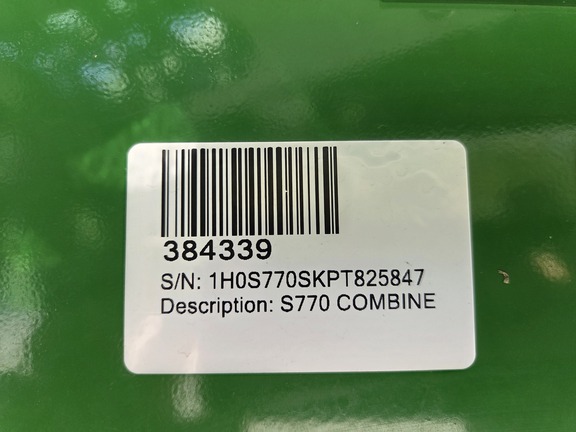 384339
S/N: 1H0S770SKPT825847
Description: S770 COMBINE